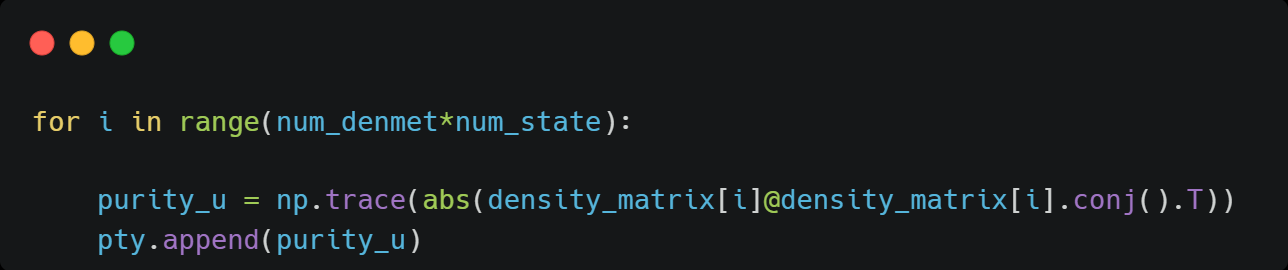 for i in range(num_denmet*num_state):
    purity_u = np.trace(abs(density_matrix[i]@density_matrix[i].conj().T))
    pty.append(purity_u)